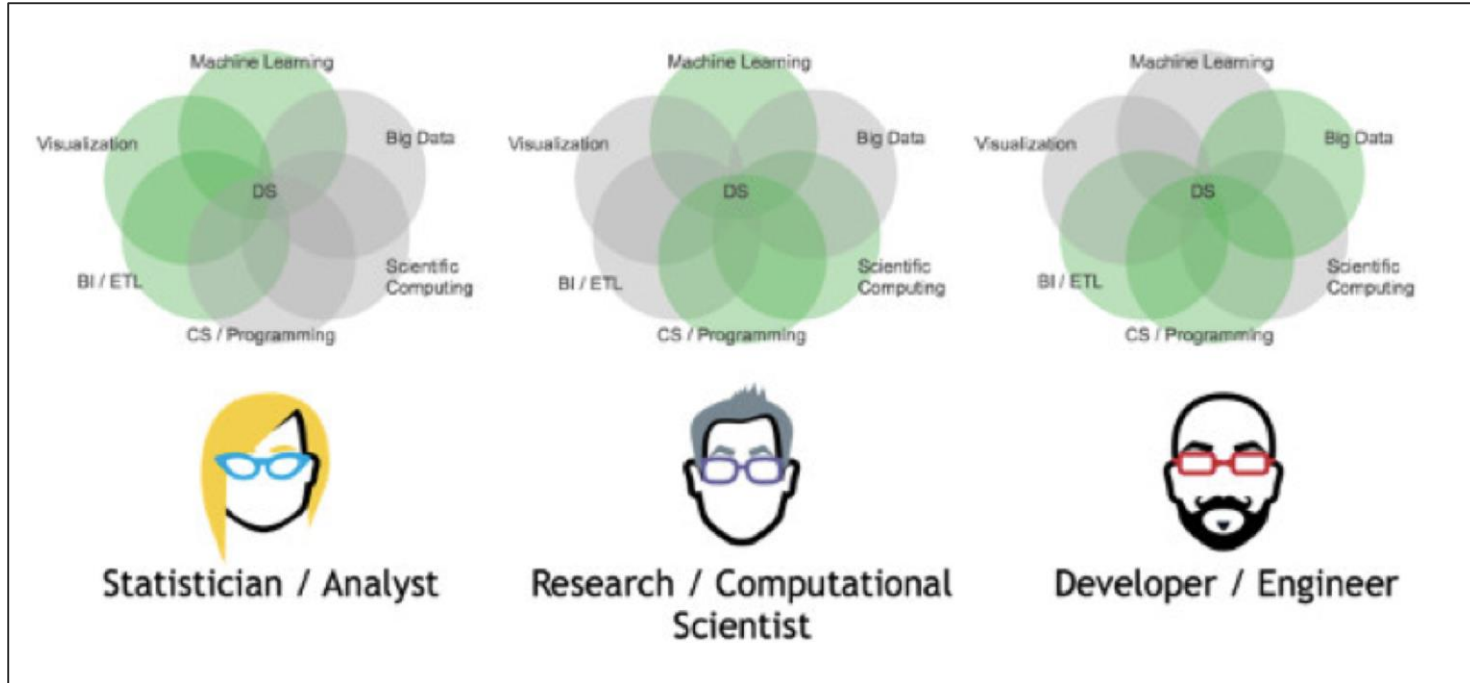 Machine Learning
Visualization
Big Data
DS
BI / ETL
Scientific
Computing
CS / Programming
Statistician / Analyst
Machine Learning
Visualization
Big Data
DS
BI / ETL
Scientific
Computing
CS / Programming
Research / Computational
Scientist
Machine Learning
Visualization
Big Data
DS
BI / ETL
Scientific
Computing
CS / Programming
Developer / Engineer